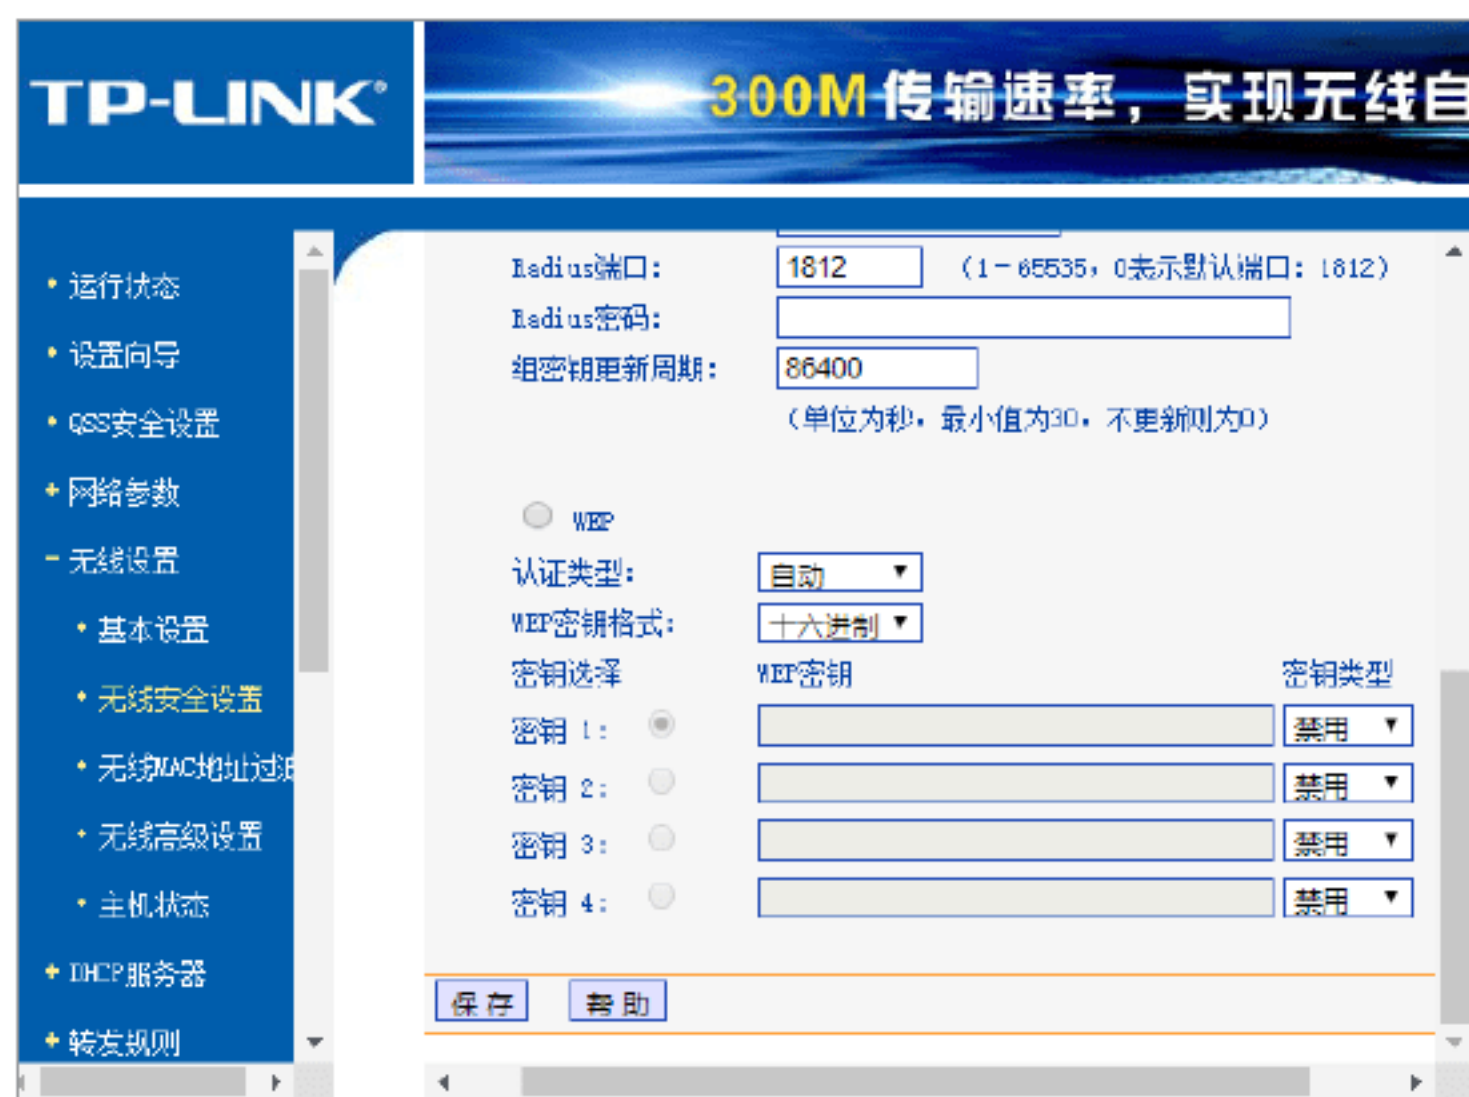 TP-LINK®
300M 传输速率，实现无线自
运行状态
设置向导
QSS安全设置
网络参数
无线设置
基本设置
无线安全设置
无线MAC地址过滤
无线高级设置
主机状态
DHCP服务器
转发规则
Radius端口： 1812 （1-65535，0表示默认端口：1812）
Radius密码：
组密钥更新周期： 86400
（单位为秒，最小值为30，不更新则为0）
WEP
认证类型： 自动
WEP密钥格式： 十六进制
密钥选择 WEP密钥 密钥类型
密钥 1： 禁用
密钥 2： 禁用
密钥 3： 禁用
密钥 4： 禁用
保存 帮助